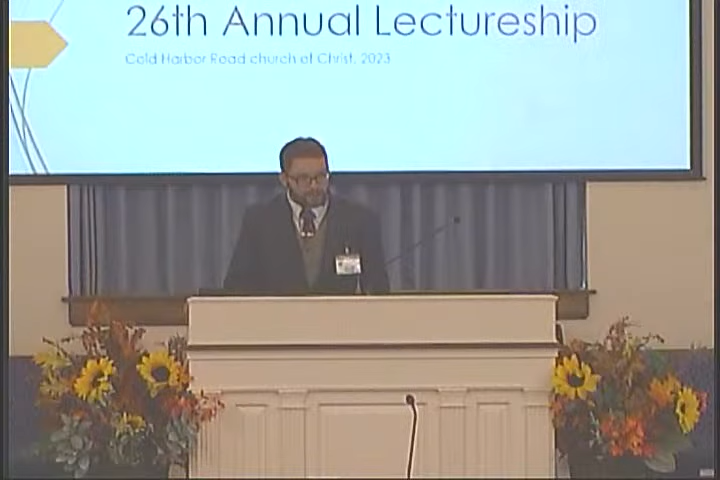 26th Annual Lectureship
Cold Harbor Road church of Christ, 2023